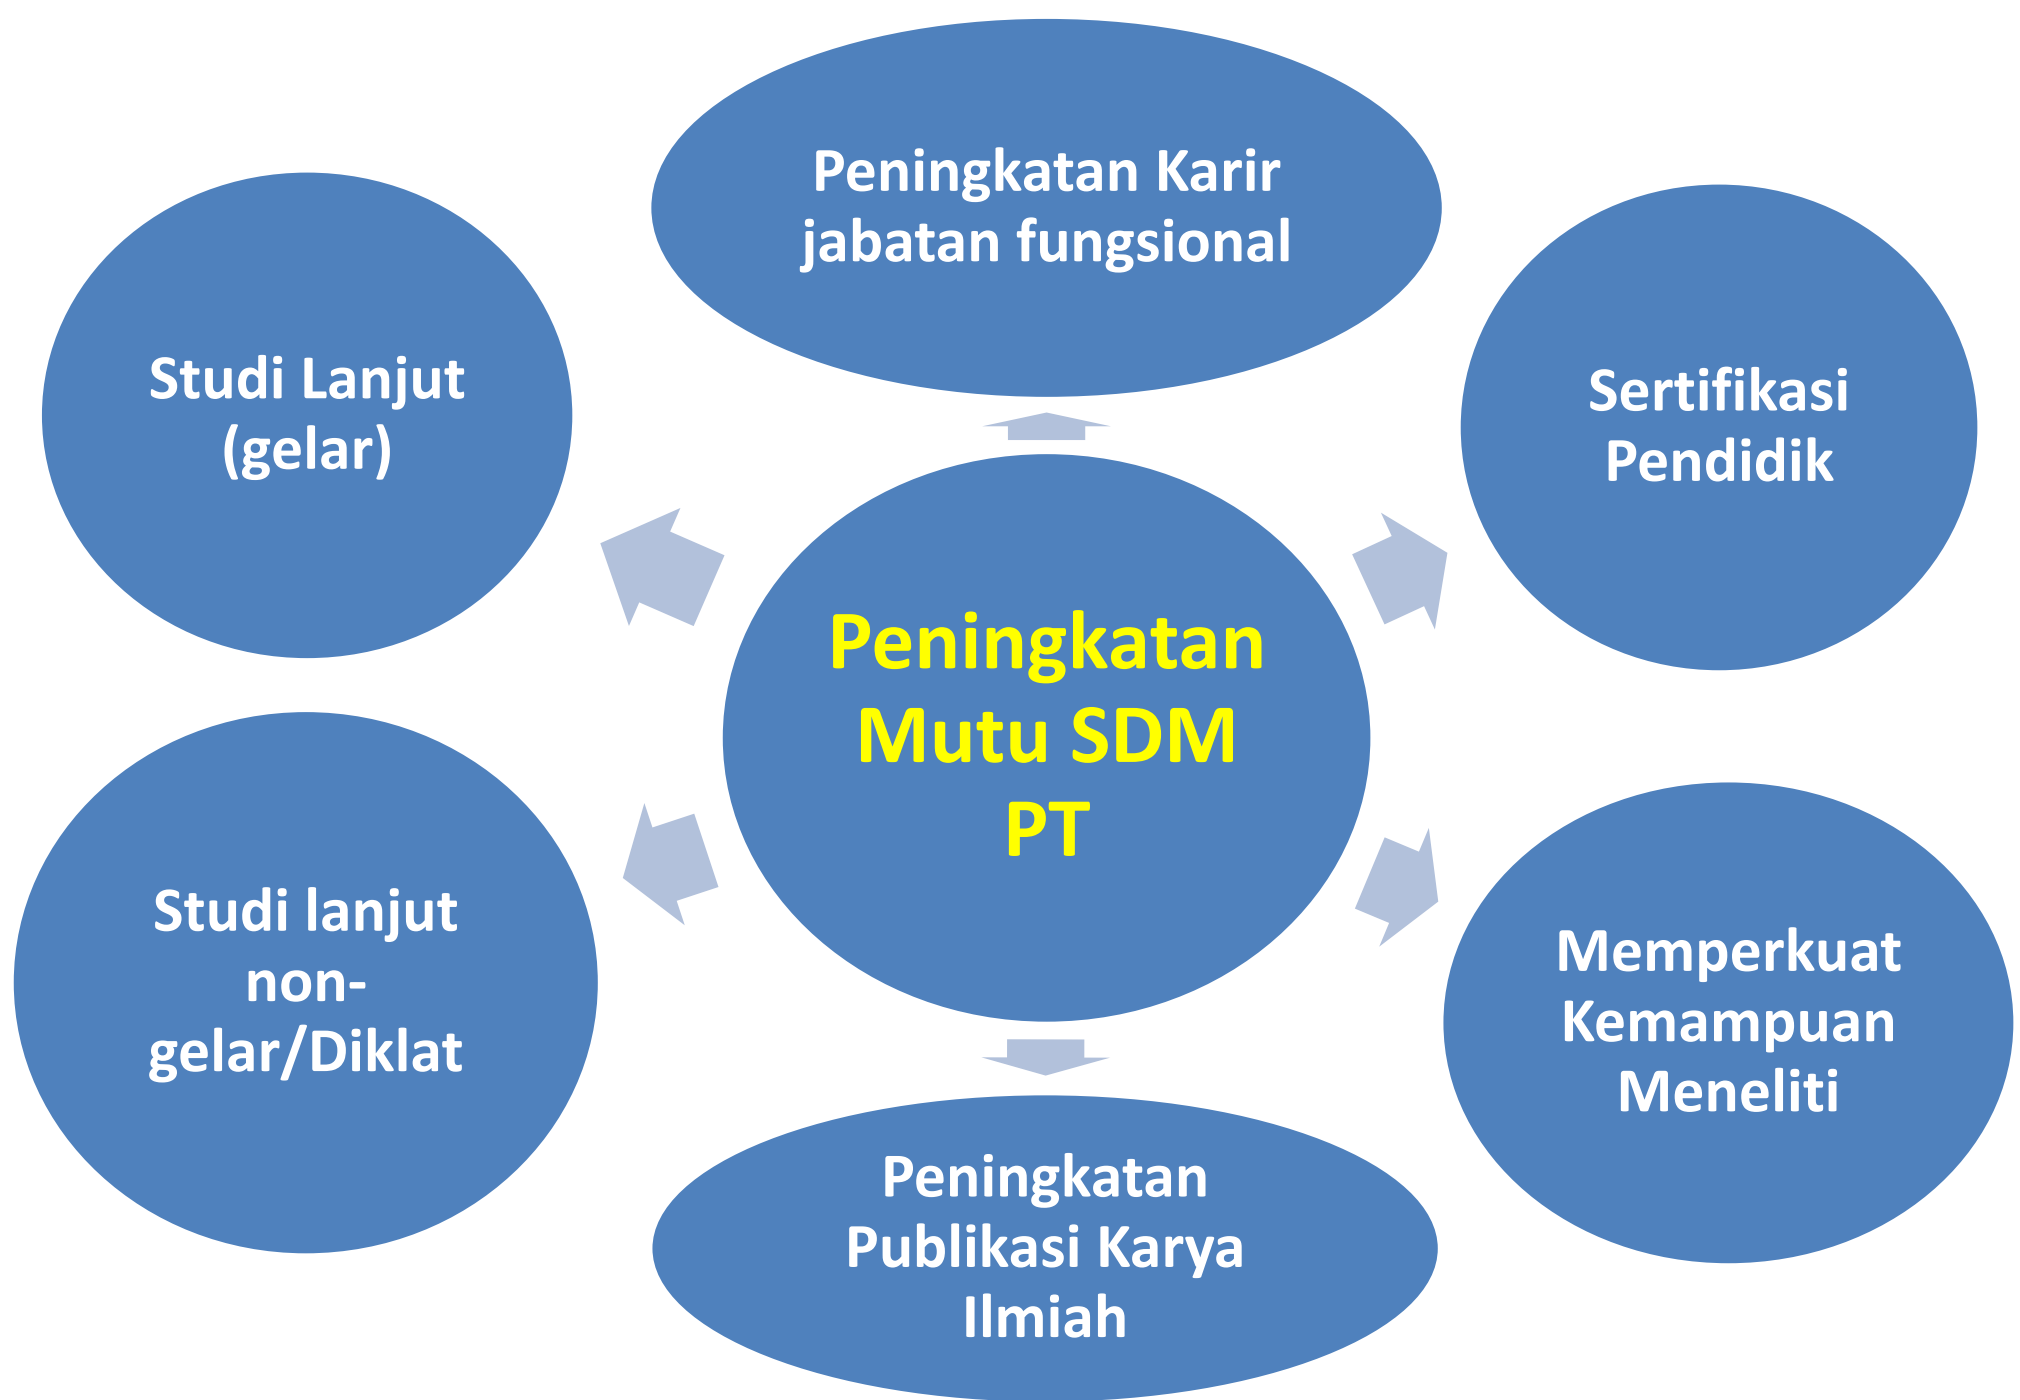 Peningkatan Karir
jabatan fungsional
Sertifikasi
Pendidik
Memperkuat
Kemampuan
Meneliti
Peningkatan
Publikasi Karya
Ilmiah
Studi lanjut
non-
gelar/Diklat
Studi Lanjut
(gelar)
Peningkatan
Mutu SDM
PT